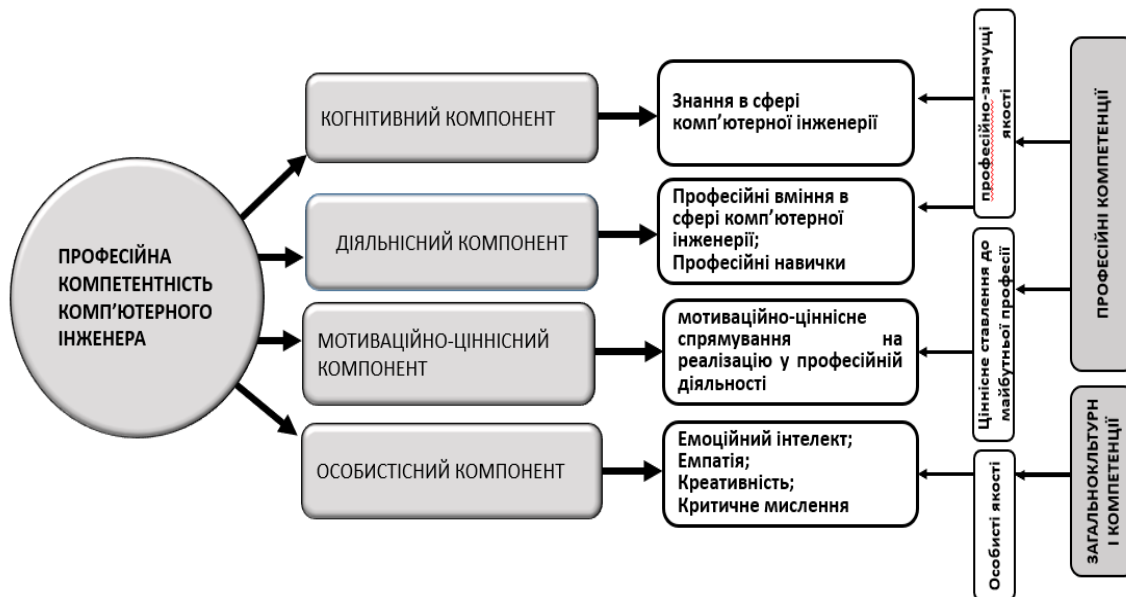 ПРОФЕСІЙНА
КОМПЕТЕНТНІСТЬ
КОМП’ЮТЕРНОГО
ІНЖЕНЕРА
КОГНІТИВНИЙ КОМПОНЕНТ
ДІЯЛЬНІСНИЙ КОМПОНЕНТ
МОТИВАЦІЙНО-ЦІННІСНИЙ
КОМПОНЕНТ
ОСОБИСТІСНИЙ КОМПОНЕНТ
Знання в сфері
комп’ютерної інженерії
Професійні вміння в
сфері комп’ютерної
інженерії;
Професійні навички
мотиваційно-ціннісне
спрямування на
реалізацію у професійній
діяльності
Емоційний інтелект;
Емпатія;
Креативність;
Критичне мислення
професійно-значущі
якості
Ціннісне ставлення до
майбутньої професії
Особисті якості
ПРОФЕСІЙНІ КОМПЕТЕНЦІЇ
ЗАГАЛЬНОКЛЬТУРН
І КОМПЕТЕНЦІЇ